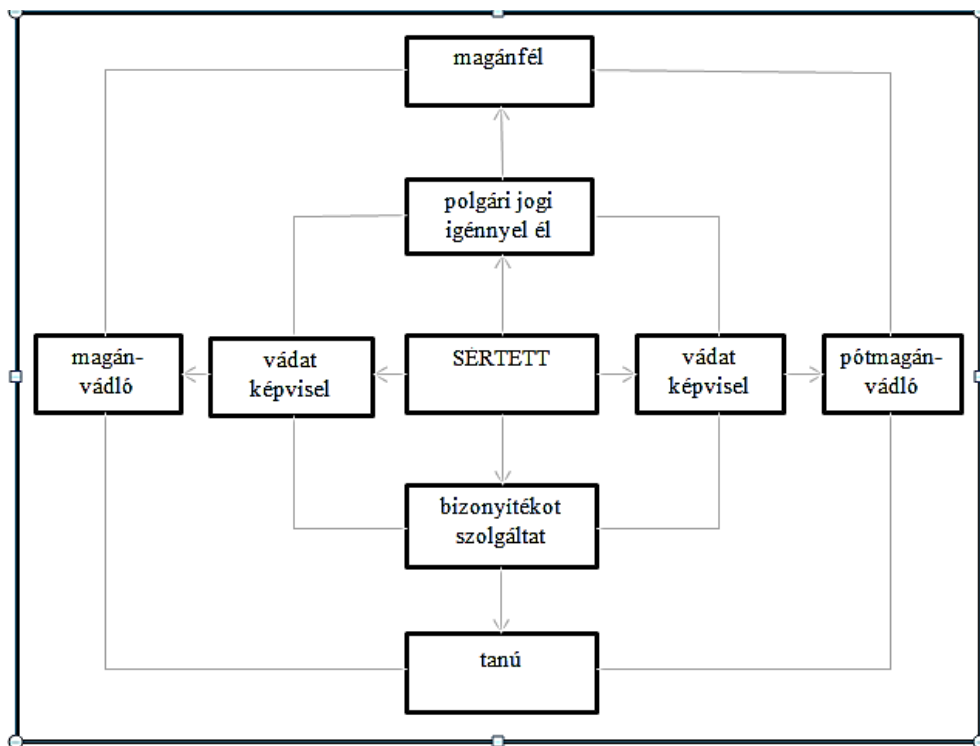 magánfél
polgári jogi
igénnyel él
magán-
vádló
vádat
képvisel
SÉRTETT
vádat
képvisel
pótmagán-
vádló
bizonyítékot
szolgáltat
tanú